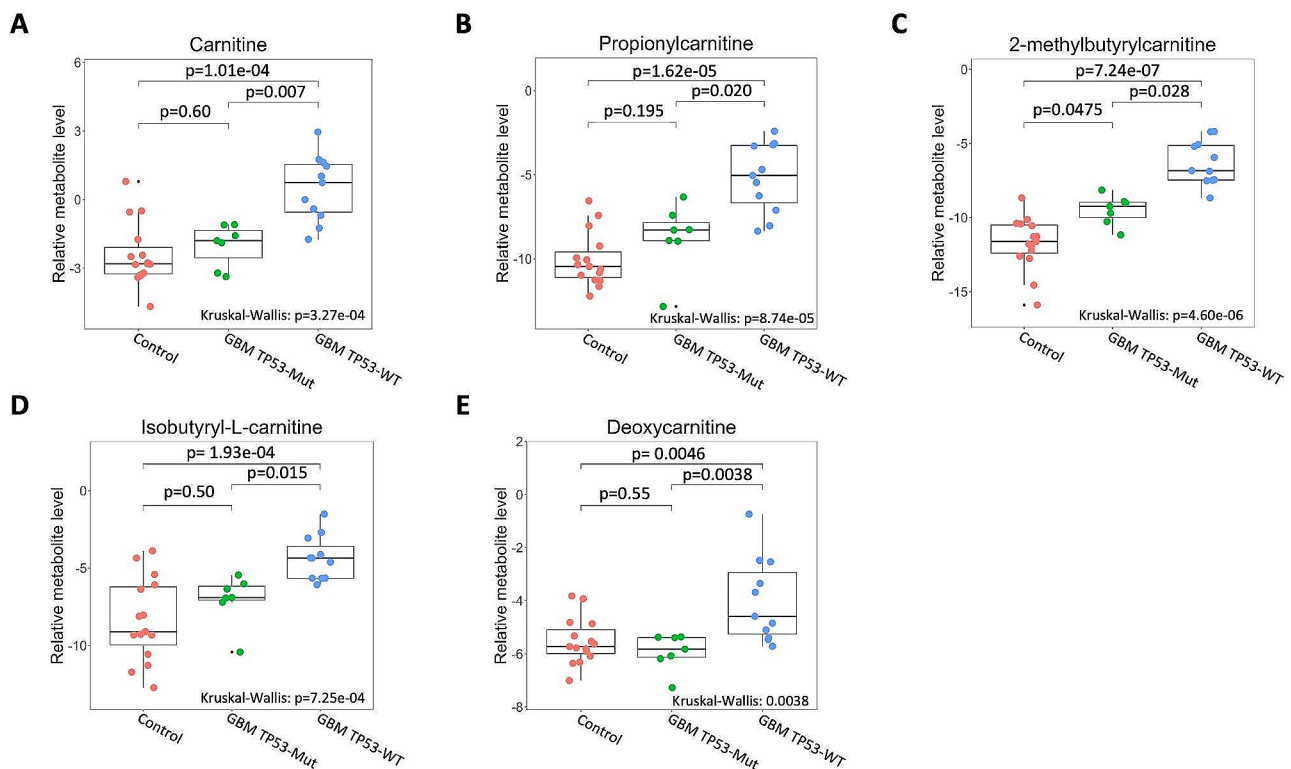 A
Carnitine
Relative metabolite level
6
3
0
-3
p=1.01e-04
p=0.007
p=0.60
Kruskal-Wallis: p=3.27e-04
Control
GBM TP53-Mut
GBM TP53-WT
B
Propionylcarnitine
Relative metabolite level
0
-5
-10
p=1.62e-05
p=0.020
p=0.195
Kruskal-Wallis: p=8.74e-05
Control
GBM TP53-Mut
GBM TP53-WT
C
2-methylbutyrylcarnitine
Relative metabolite level
0
-5
-10
-15
p=7.24e-07
p=0.028
p=0.0475
Kruskal-Wallis: p=4.60e-06
Control
GBM TP53-Mut
GBM TP53-WT
D
Isobutyryl-L-carnitine
Relative metabolite level
0
-5
-10
p= 1.93e-04
p=0.015
p=0.50
Kruskal-Wallis: p=7.25e-04
Control
GBM TP53-Mut
GBM TP53-WT
E
Deoxycarnitine
Relative metabolite level
2
0
-2
-4
-6
-8
p= 0.0046
p=0.0038
p=0.55
Kruskal-Wallis: 0.0038
Control
GBM TP53-Mut
GBM TP53-WT